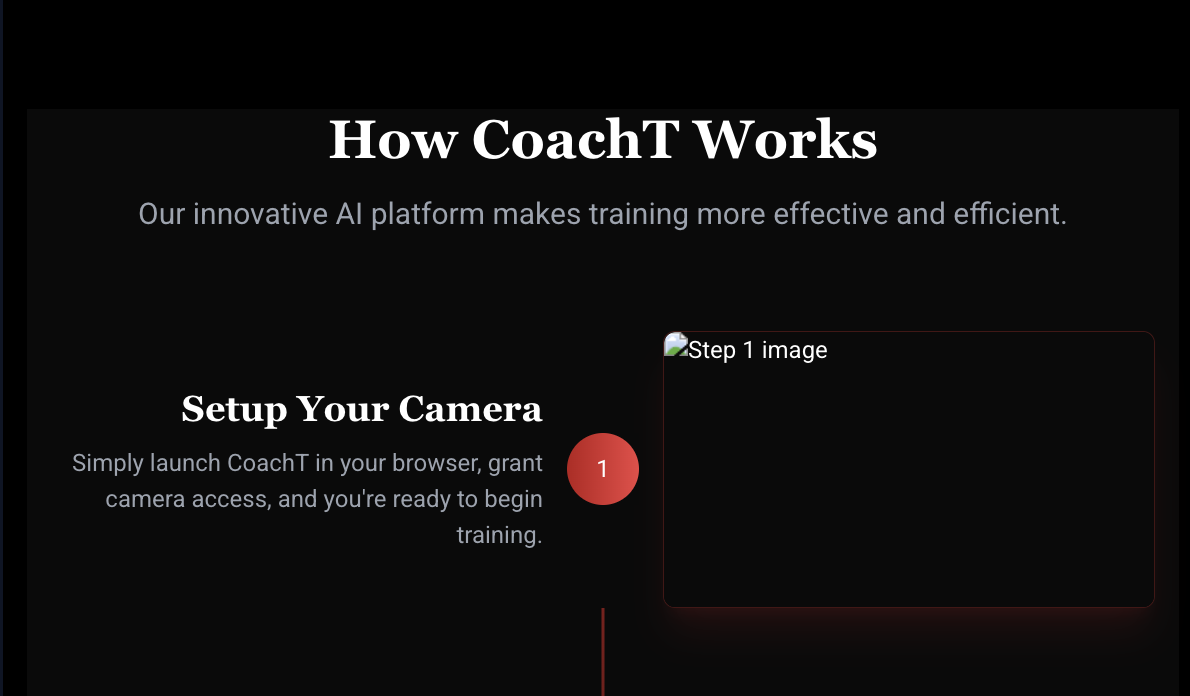 How CoachT Works
Our innovative AI platform makes training more effective and efficient.
Step 1 image
Setup Your Camera
Simply launch CoachT in your browser, grant
camera access, and you're ready to begin
training.
1